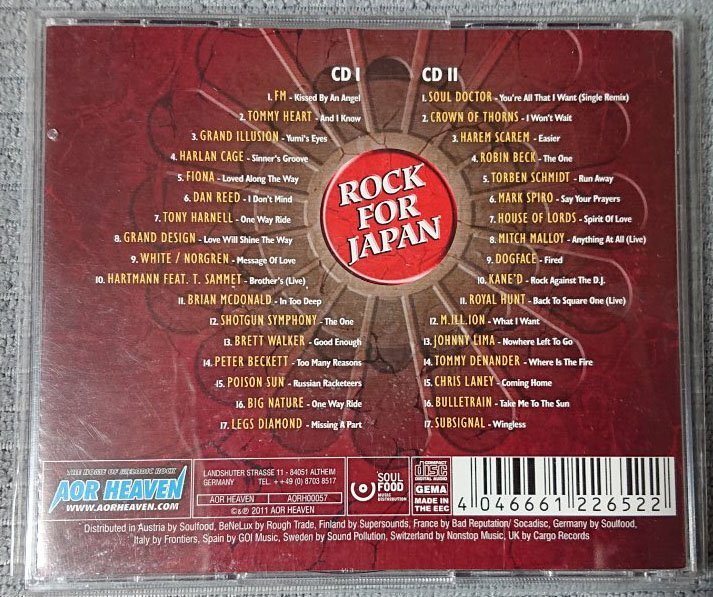 CD I
1. FM - Kissed By An Angel
2. TOMMY HEART - And I Know
3. GRAND ILLUSION - Yumi's Eyes
4. HARLAN CAGE - Sinner's Groove
5. FIONA - Loved Along The Way
6. DAN REED - I Don't Mind
7. TONY HARNELL - One Way Ride
8. GRAND DESIGN - Love Will Shine The Way
9. WHITE / NORGREN - Message Of Love
10. HARTMANN FEAT. T. SAMMET - Brother's (Live)
11. BRIAN MCDONALD - In Too Deep
12. SHOTGUN SYMPHONY - The One
13. BRETT WALKER - Good Enough
14. PETER BECKETT - Too Many Reasons
15. POISON SUN - Russian Racketeers
16. BIG NATURE - One Way Ride
17. LEGS DIAMOND - Missing A Part
ROCK
FOR
JAPAN
CD II
1. SOUL DOCTOR - You're All That I Want (Single Remix)
2. CROWN OF THORNS - I Won't Wait
3. HAREM SCAREM - Easier
4. ROBIN BECK - The One
5. TORBEN SCHMIDT - Run Away
6. MARK SPIRO - Say Your Prayers
7. HOUSE OF LORDS - Spirit Of Love
8. MITCH MALLOY - Anything At All (Live)
9. DOGFACE - Fired
10. KANE'D - Rock Against The D.J.
11. ROYAL HUNT - Back To Square One (Live)
12. M.ILL.ION - What I Want
13. JOHNNY LIMA - Nowhere Left To Go
14. TOMMY DENANDER - Where Is The Fire
15. CHRIS LANEY - Coming Home
16. BULLETRAIN - Take Me To The Sun
17. SUBSIGNAL - Wingless
THE HOME OF MELODIC ROCK
AOR HEAVEN
WWW.AORHEAVEN.COM
LANDSHUTER STRASSE 11 - 84051 ALTHEIM
GERMANY TEL. ++49 (0) 8703 8517
AOR HEAVEN AORH00057
©&℗ 2011 AOR HEAVEN
SOUL
FOOD
MUSIC
DISTRIBUTION
COMPACT
disc
DIGITAL AUDIO
GEMA
MADE IN
THE EEC
4 046661 226522
Distributed in Austria by Soulfood, BeNeLux by Rough Trade, Finland by Supersounds, France by Bad Reputation/ Socadisc, Germany by Soulfood,
Italy by Frontiers, Spain by GO! Music, Sweden by Sound Pollution, Switzerland by Nonstop Music, UK by Cargo Records